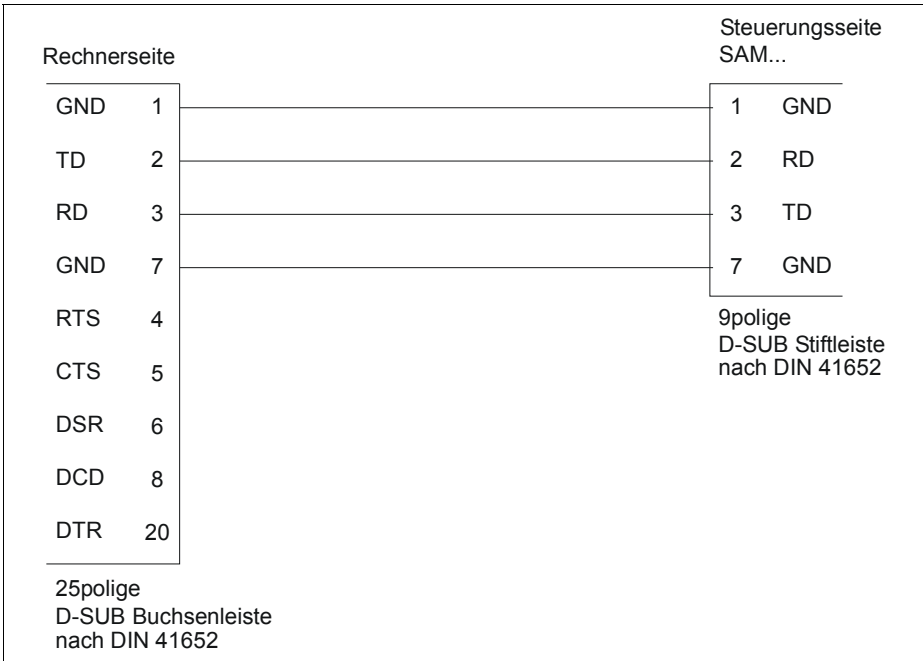 Rechnerseite
Steuerungsseite
SAM...
GND 1
1 GND
TD 2
2 RD
RD 3
3 TD
GND 7
7 GND
RTS 4
CTS 5
DSR 6
DCD 8
DTR 20
9polige
D-SUB Stiftleiste
nach DIN 41652
25polige
D-SUB Buchsenleiste
nach DIN 41652